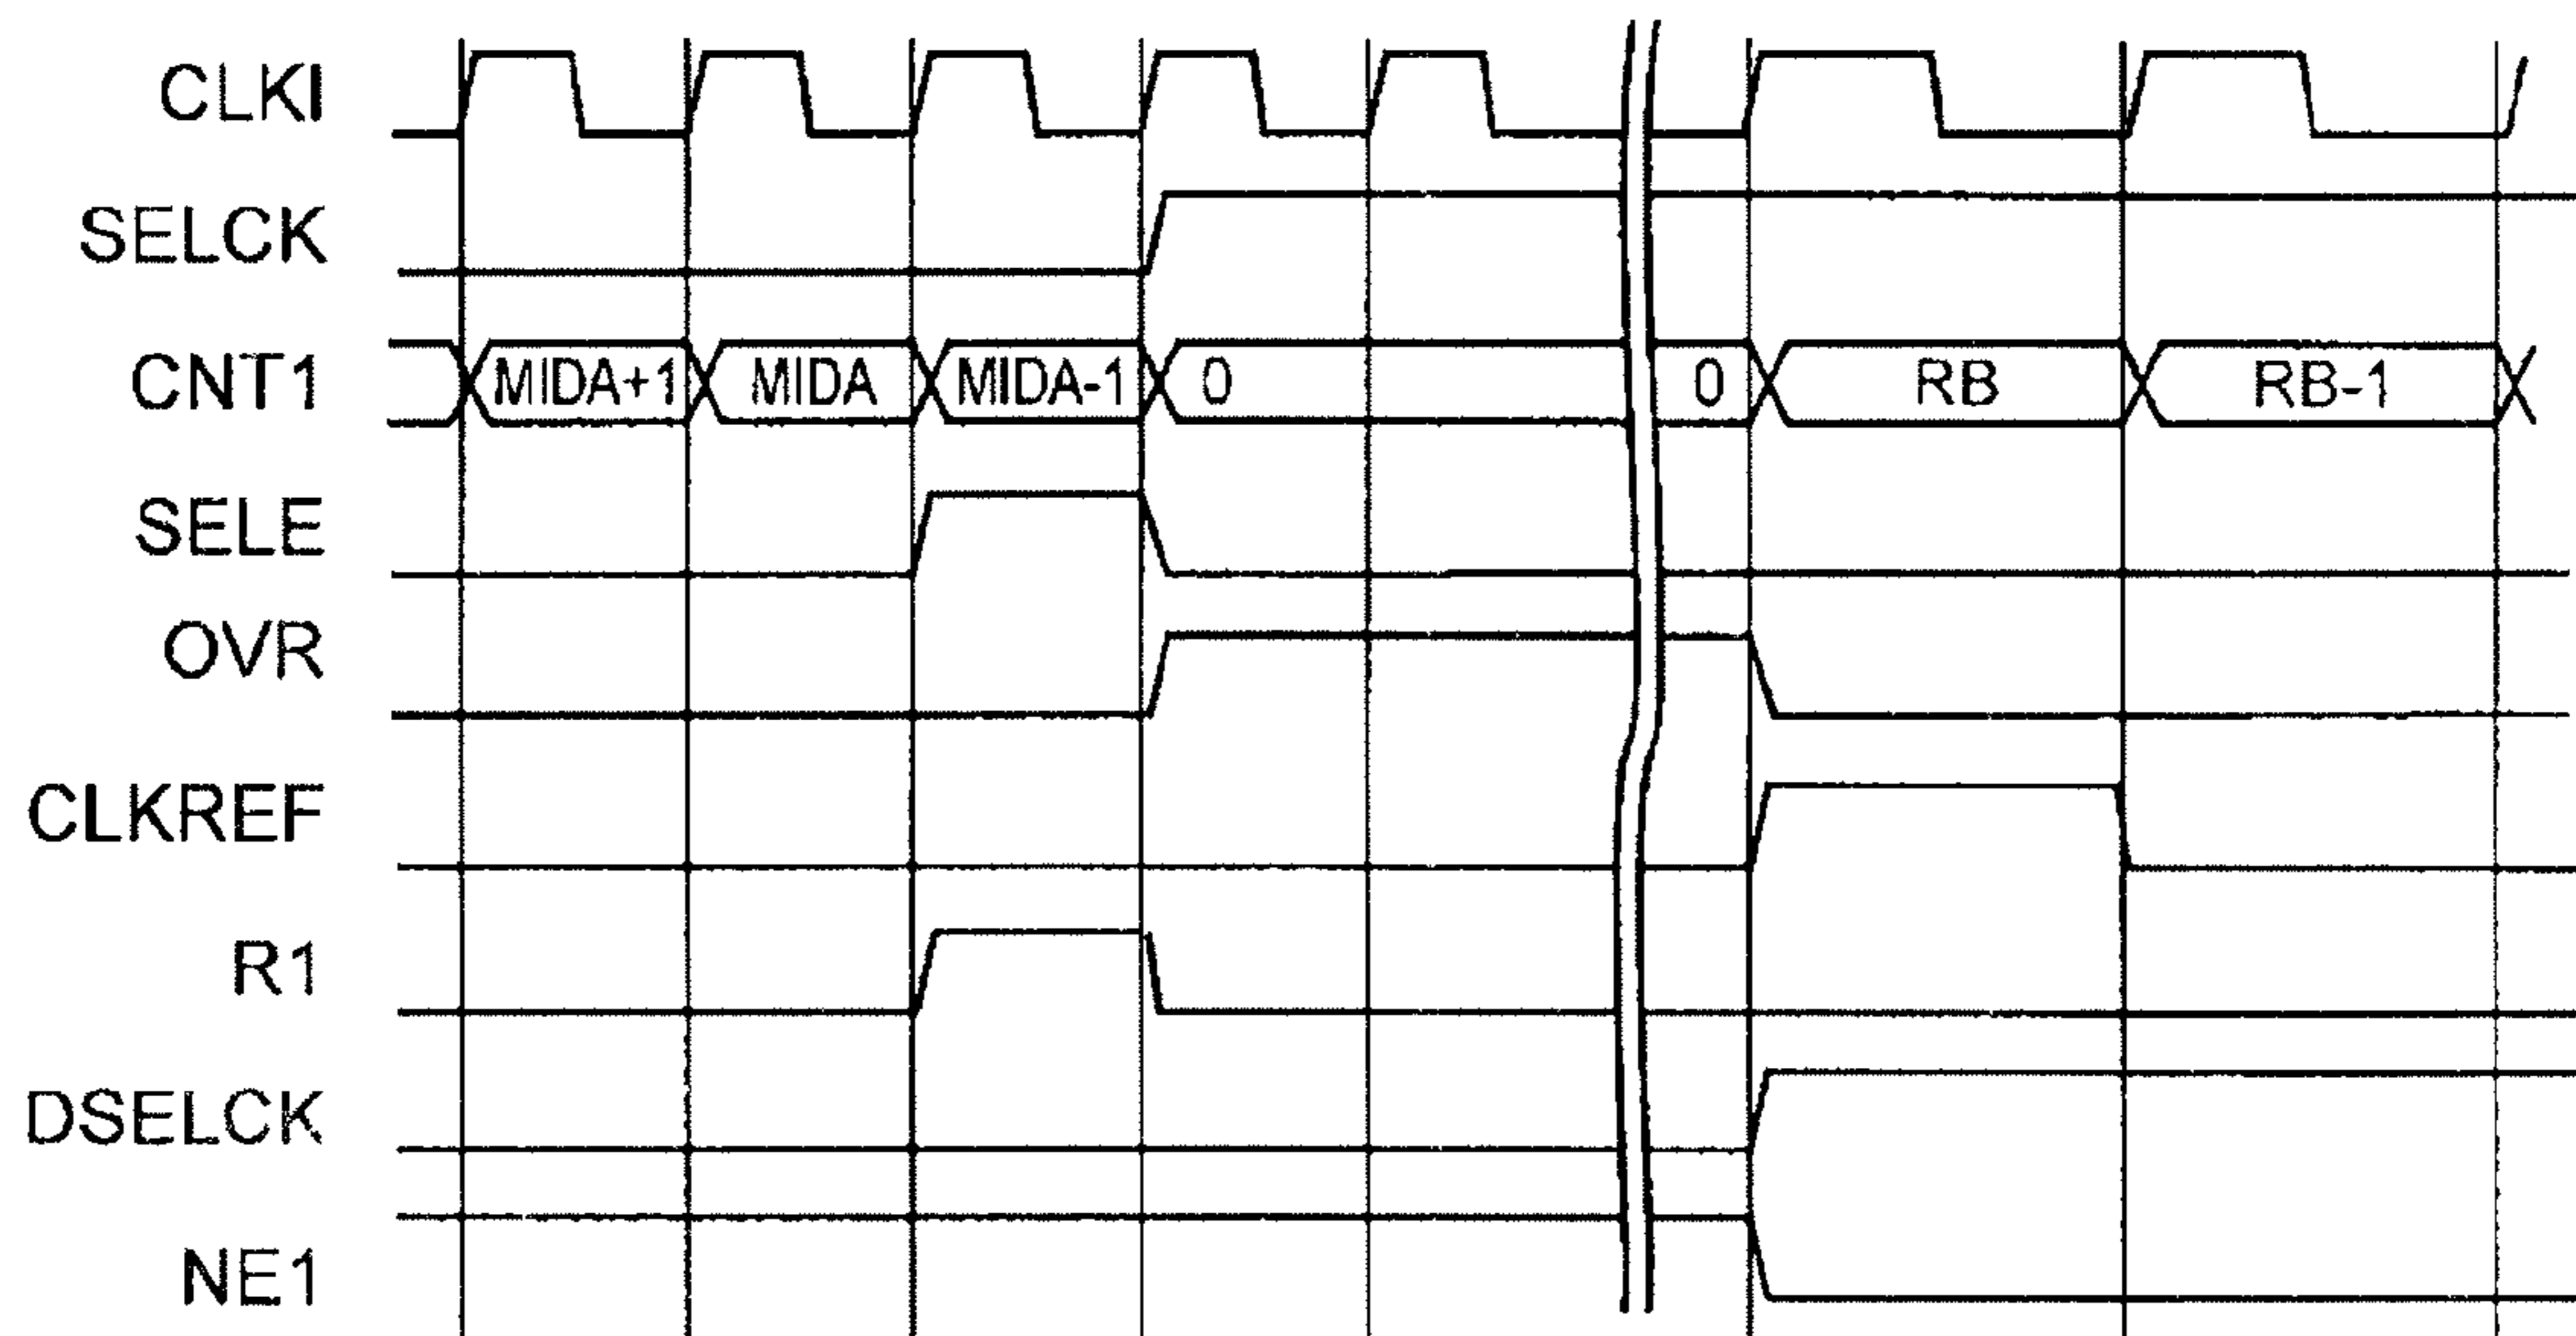 CLKI
SELCK
CNT1 MIDA+1 MIDA MIDA-1 0 0 RB RB-1
SELE
OVR
CLKREF
R1
DSELCK
NE1